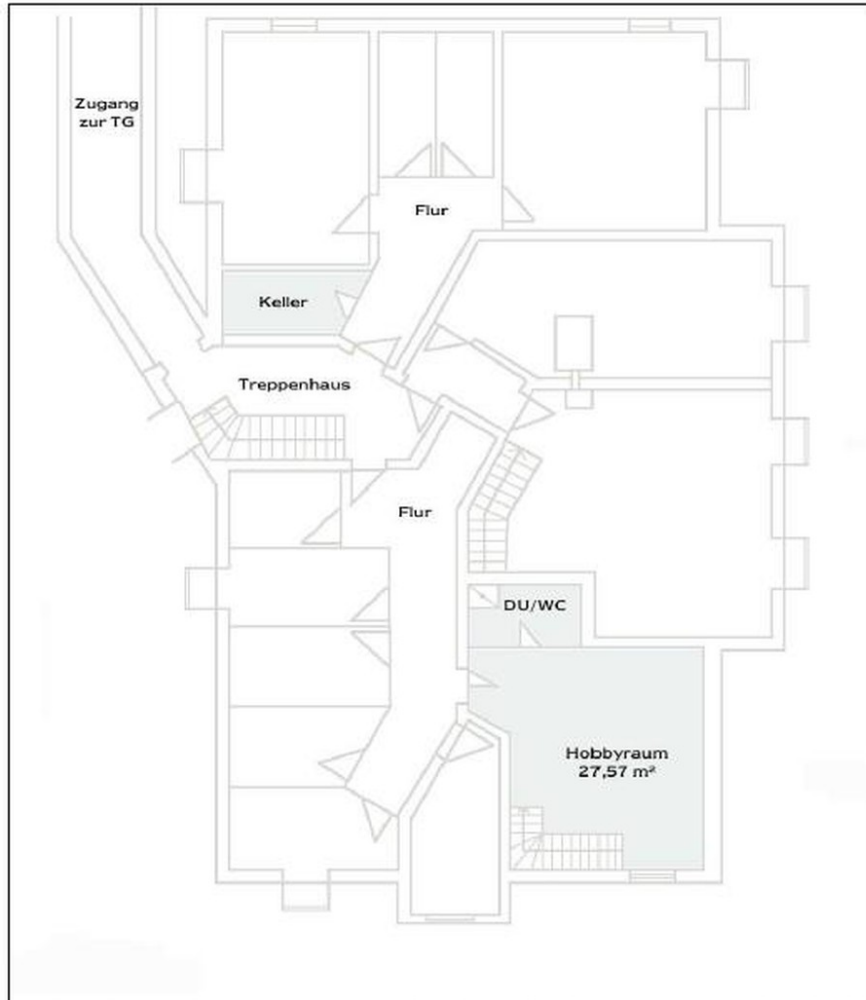 Zugang
zur TG
Flur
Keller
Treppenhaus
Flur
DU/WC
Hobbyraum
27,57 m²